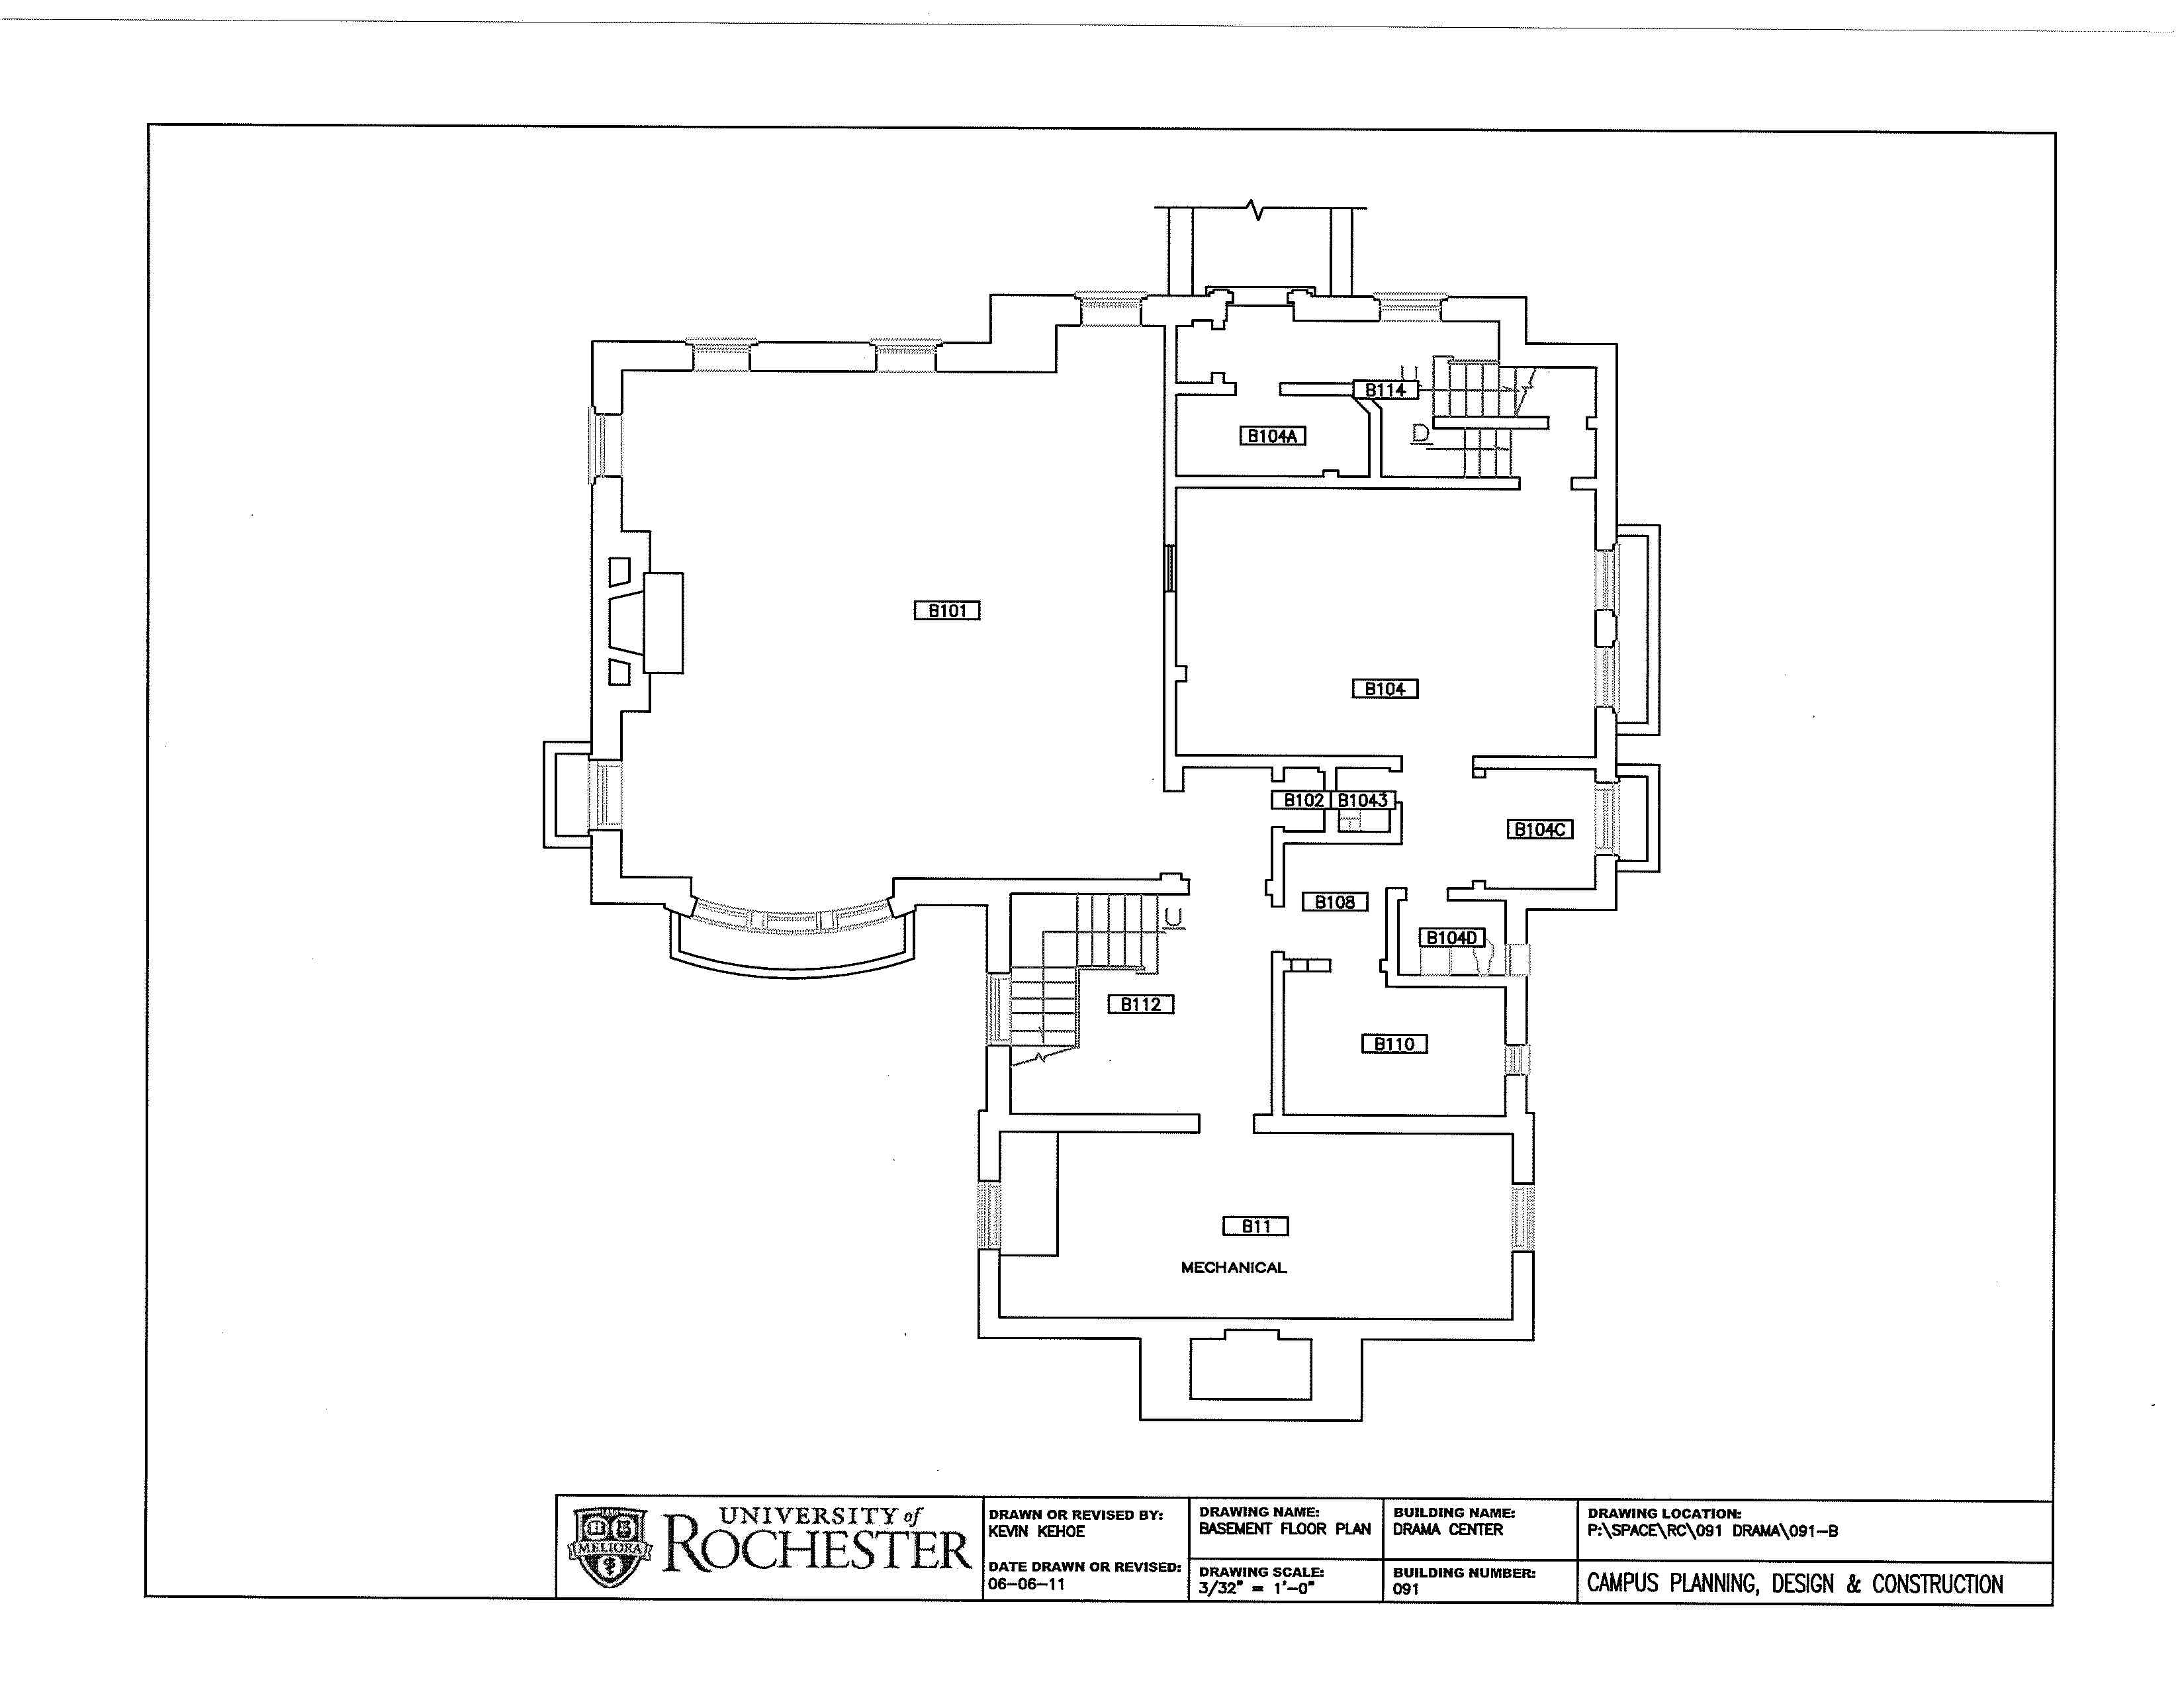 U
B114
B104A
D
B101
B104
B102
B1043
B104C
B108
U
B104D
B112
B110
B11
MECHANICAL
MELIORA
UNIVERSITY of
ROCHESTER
DRAWN OR REVISED BY:
KEVIN KEHOE
DATE DRAWN OR REVISED:
06-06-11
DRAWING NAME:
BASEMENT FLOOR PLAN
DRAWING SCALE:
3/32" = 1'-0"
BUILDING NAME:
DRAMA CENTER
BUILDING NUMBER:
091
DRAWING LOCATION:
P:\SPACE\RC\091 DRAMA\091-B
CAMPUS PLANNING, DESIGN & CONSTRUCTION